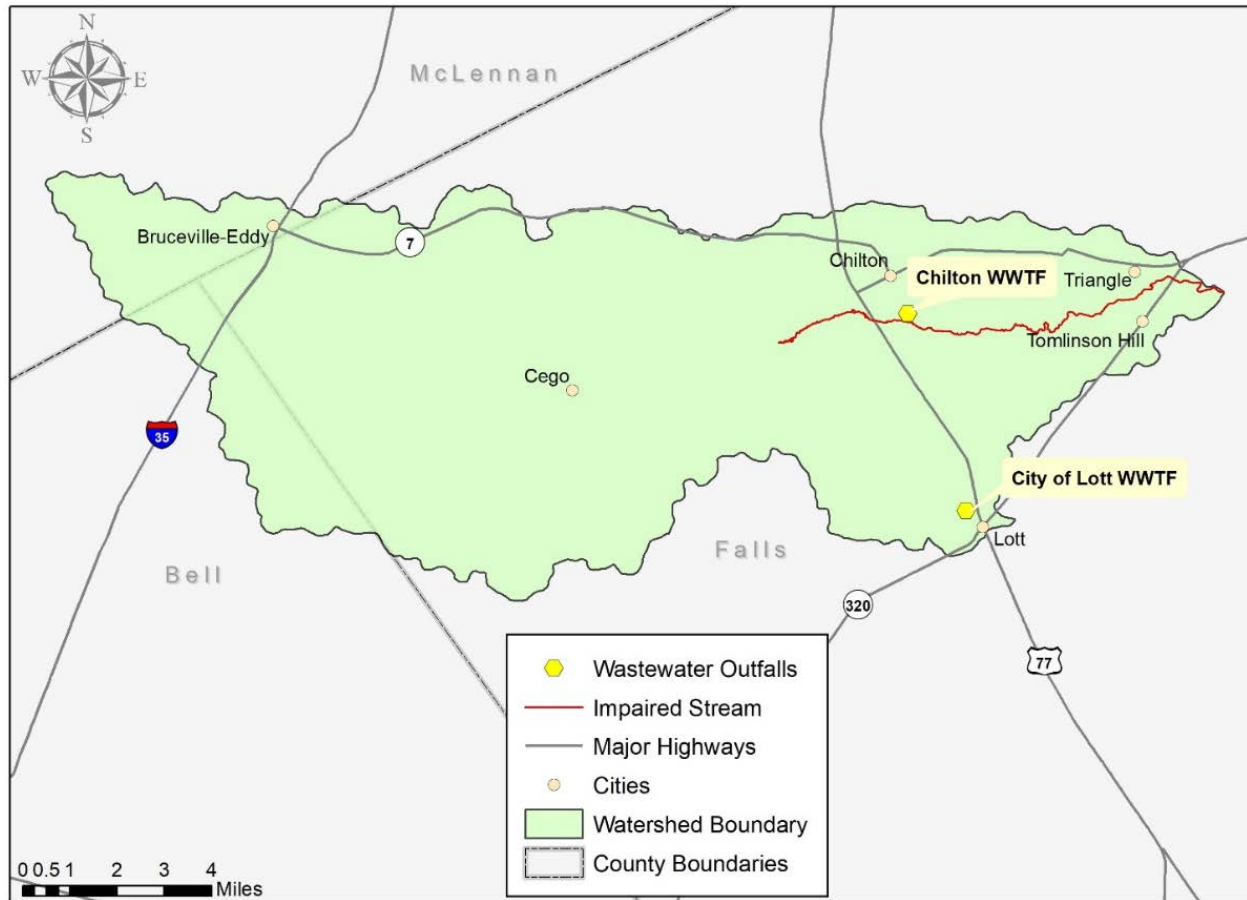 N
W E
S
McLennan
Bruceville-Eddy
7
Chilton
Chilton WWTF
Triangle
Tomlinson Hill
Cego
35
City of Lott WWTF
Lott
Falls
Bell
320
77
Wastewater Outfalls
Impaired Stream
Major Highways
Cities
Watershed Boundary
County Boundaries
0 0.5 1 2 3 4
Miles